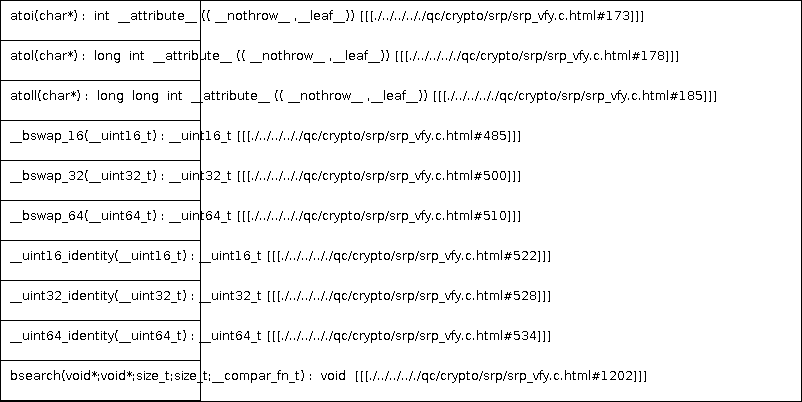 atoi(char*) : int __attribute__ (( __nothrow__ ,__leaf__)) [[[./../../../qc/crypto/srp/srp_vfy.c.html#173]]]
atol(char*) : long int __attribute__ (( __nothrow__ ,__leaf__)) [[[./../../../qc/crypto/srp/srp_vfy.c.html#178]]]
atoll(char*) : long long int __attribute__ (( __nothrow__ ,__leaf__)) [[[./../../../qc/crypto/srp/srp_vfy.c.html#185]]]
__bswap_16(__uint16_t) : __uint16_t [[[./../../../qc/crypto/srp/srp_vfy.c.html#485]]]
__bswap_32(__uint32_t) : __uint32_t [[[./../../../qc/crypto/srp/srp_vfy.c.html#500]]]
__bswap_64(__uint64_t) : __uint64_t [[[./../../../qc/crypto/srp/srp_vfy.c.html#510]]]
__uint16_identity(__uint16_t) : __uint16_t [[[./../../../qc/crypto/srp/srp_vfy.c.html#522]]]
__uint32_identity(__uint32_t) : __uint32_t [[[./../../../qc/crypto/srp/srp_vfy.c.html#528]]]
__uint64_identity(__uint64_t) : __uint64_t [[[./../../../qc/crypto/srp/srp_vfy.c.html#534]]]
bsearch(void*;void*;size_t;size_t;__compar_fn_t) : void [[[./../../../qc/crypto/srp/srp_vfy.c.html#1202]]]